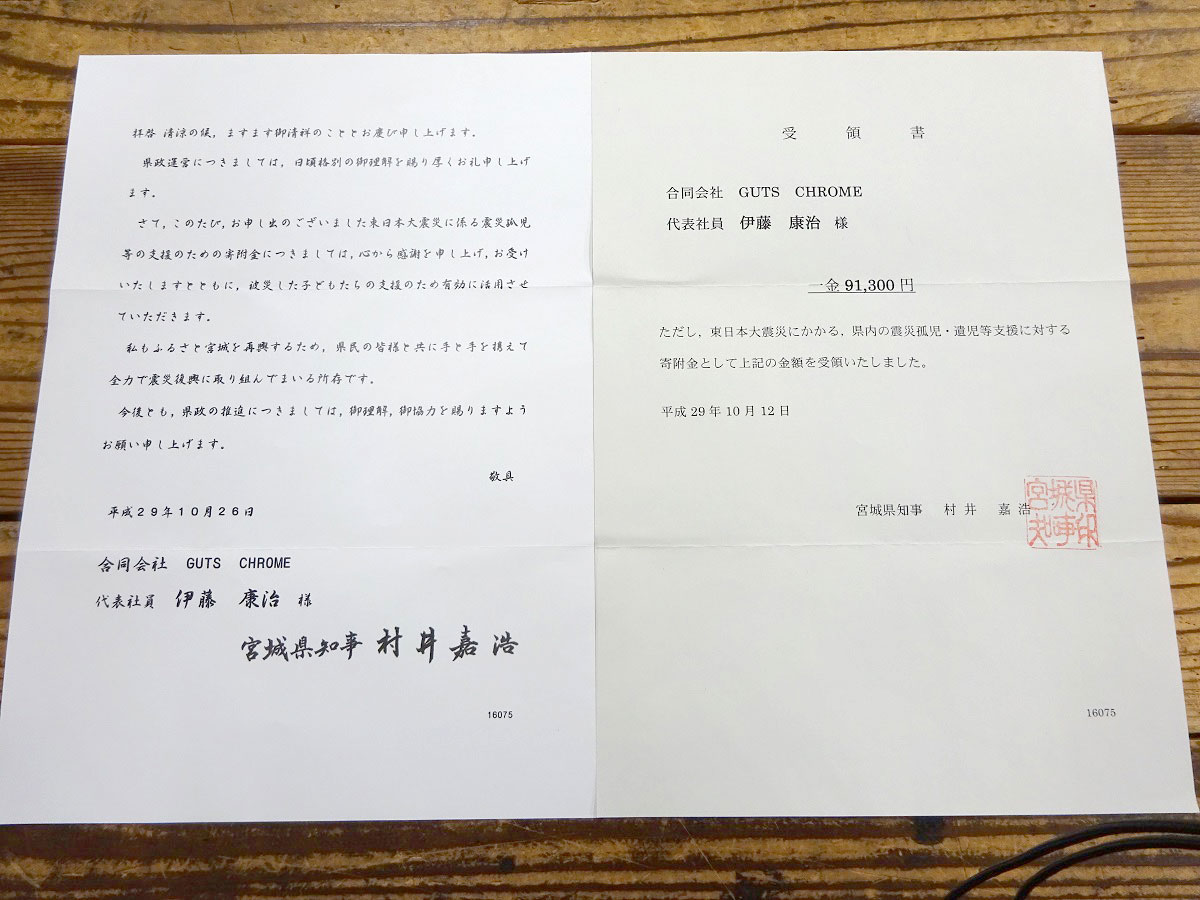 拝啓 清涼の候，ますます御清祥のこととお慶び申し上げます。
県政運営につきましては，日頃格別の御理解を賜り厚くお礼申し上げ
ます。
さて，このたび，お申し出のございました東日本大震災に係る震災孤児
等の支援のための寄附金につきましては，心から感謝を申し上げ，お受け
いたしますとともに，被災した子どもたちの支援のため有効に活用させ
ていただきます。
私もふるさと宮城を再興するため，県民の皆様と共に手と手を携えて
全力で震災復興に取り組んでまいる所存です。
今後とも，県政の推進につきましては，御理解，御協力を賜りますよう
お願い申し上げます。
敬具
平成２９年１０月２６日
合同会社　GUTS　CHROME
代表社員　伊藤　康治　様
宮城県知事 村井嘉浩
16075
受　領　書
合同会社　GUTS　CHROME
代表社員　伊藤　康治　様
一金 91,300 円
ただし，東日本大震災にかかる，県内の震災孤児・遺児等支援に対する
寄附金として上記の金額を受領いたしました。
平成 29 年 10 月 12 日
宮城県知事　村 井　嘉 浩
宮城県知事印
16075